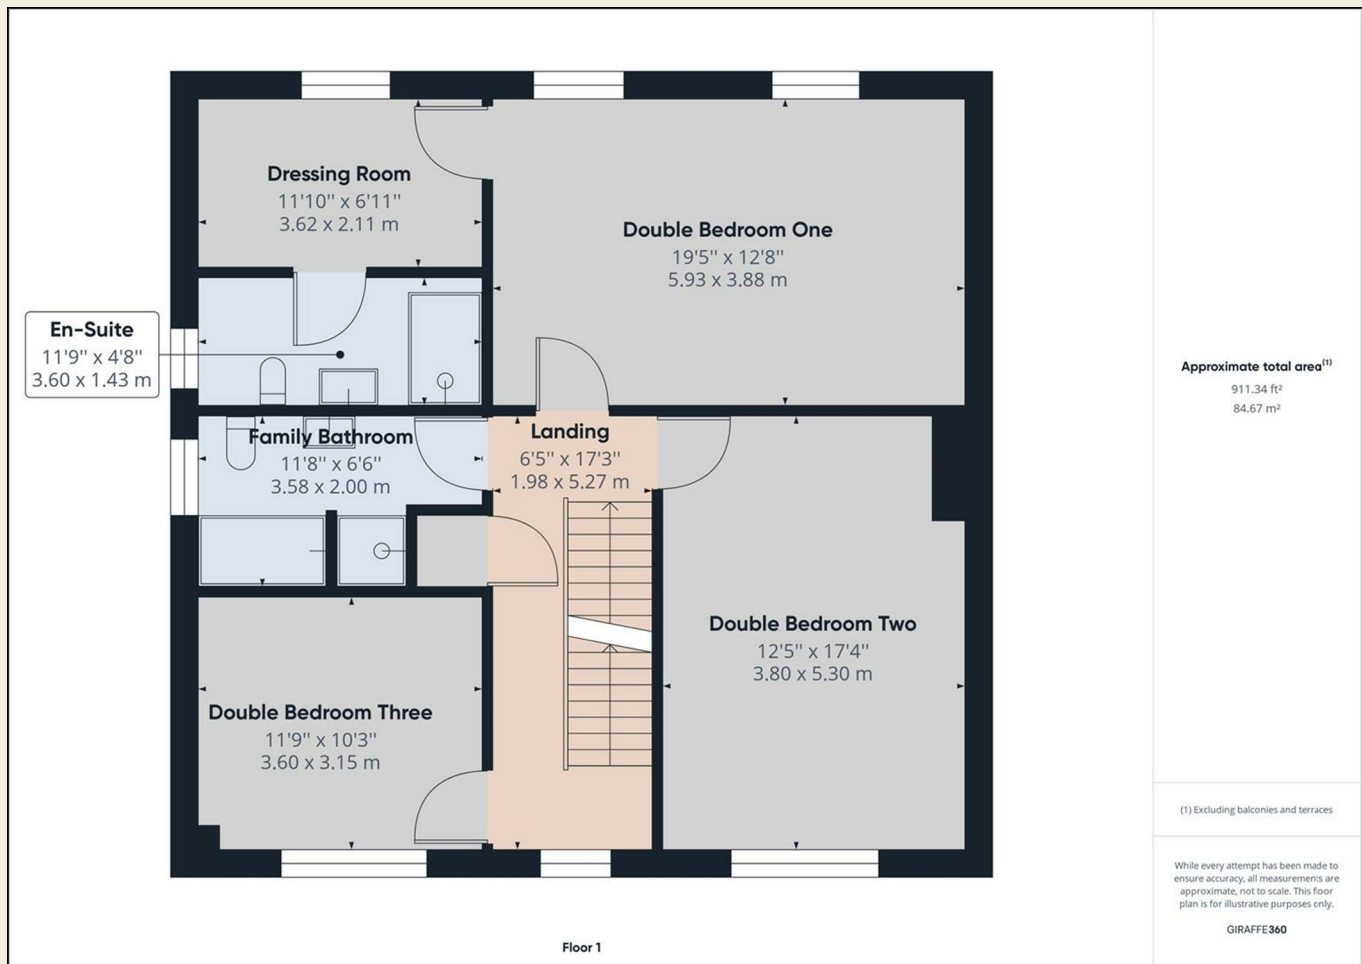 Dressing Room
11'10'' x 6'11''
3.62 x 2.11 m
Double Bedroom One
19'5'' x 12'8''
5.93 x 3.88 m
En-Suite
11'9'' x 4'8''
3.60 x 1.43 m
Family Bathroom
11'8'' x 6'6''
3.58 x 2.00 m
Landing
6'5'' x 17'3''
1.98 x 5.27 m
Double Bedroom Two
12'5'' x 17'4''
3.80 x 5.30 m
Double Bedroom Three
11'9'' x 10'3''
3.60 x 3.15 m
Floor 1
Approximate total area(1)
911.34 ft²
84.67 m²
(1) Excluding balconies and terraces
While every attempt has been made to
ensure accuracy, all measurements are
approximate, not to scale. This floor
plan is for illustrative purposes only.
GIRAFFE360